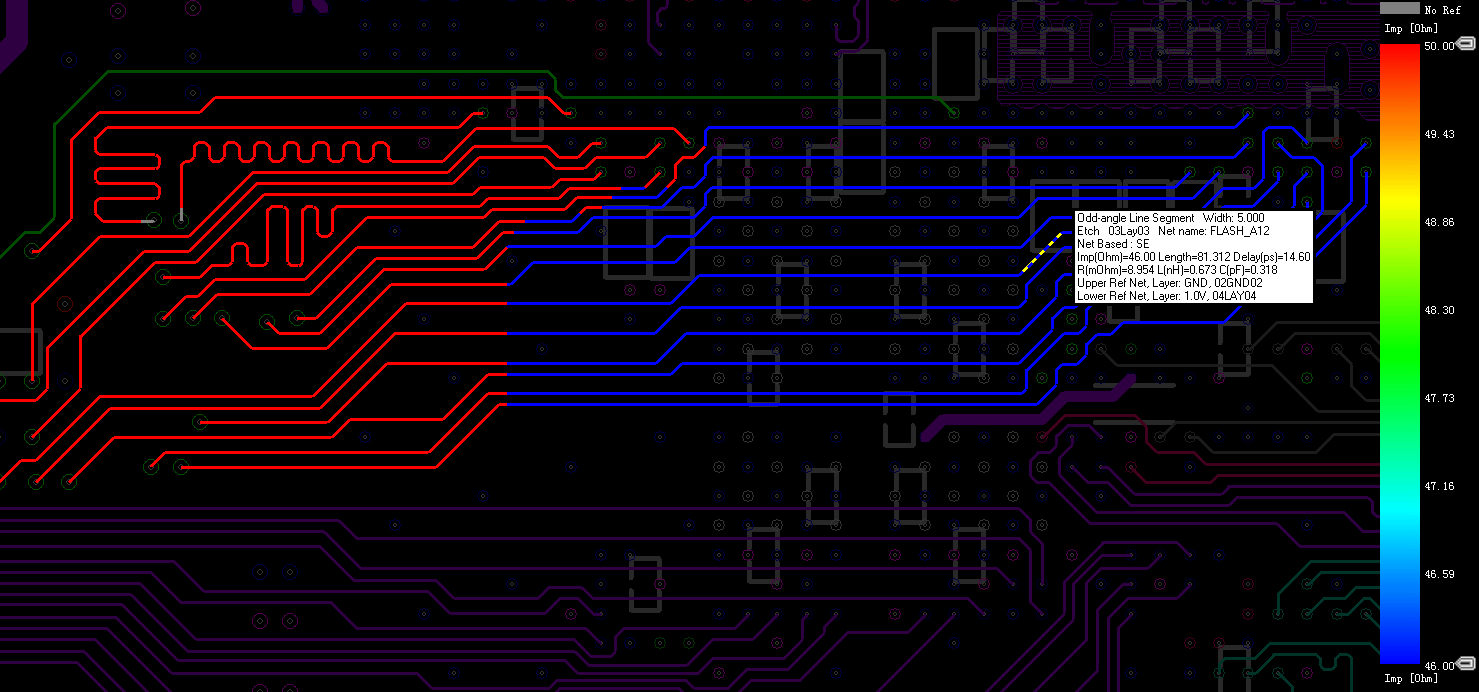 No Ref
Imp [Ohm]
50.00
49.43
48.86
48.30
47.73
47.16
46.59
46.00
Imp [Ohm]
Odd-angle Line Segment Width: 5.000
Etch 03Lay03 Net name: FLASH_A12
Net Based : SE
Imp(Ohm)=46.00 Length=81.312 Delay(ps)=14.60
R(mOhm)=8.954 L(nH)=0.673 C(pF)=0.318
Upper Ref Net, Layer: GND, 02GND02
Lower Ref Net, Layer: 1.0V, 04LAY04